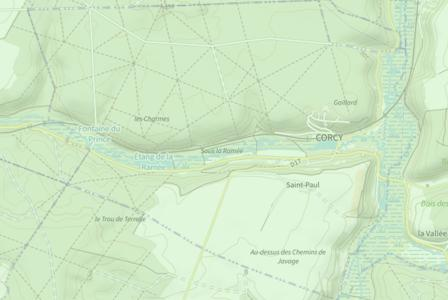 Gaillard
les Charmes
Fontaine du
Prince
CORCY
Sous la Ramée
Étang de la
Ramée
D17
Saint-Paul
le Trou de Ternelle
Bois des
la Vallée
Au-dessus des Chemins de
Javage